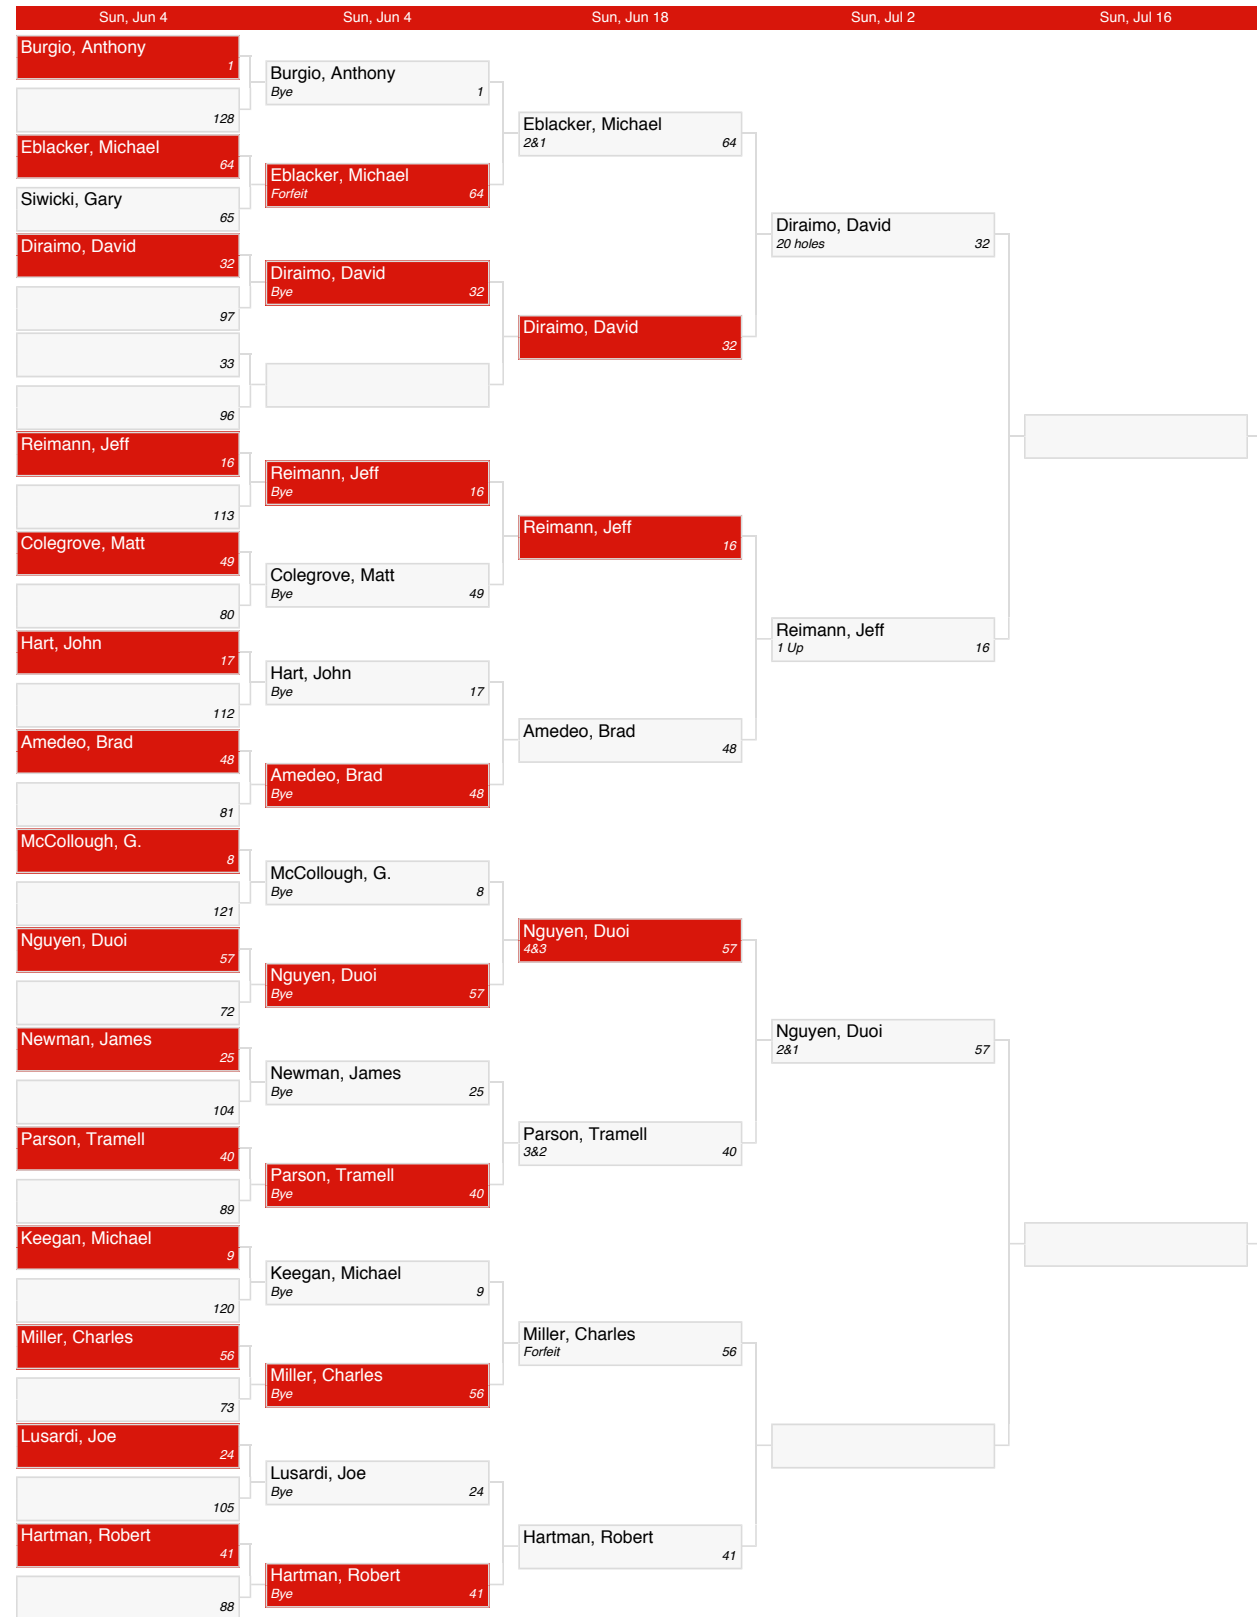 Sun, Jun 4
Sun, Jun 4
Sun, Jun 18
Sun, Jul 2
Sun, Jul 16
Burgio, Anthony
1
128
Eblacker, Michael
64
Siwicki, Gary
65
Diraimo, David
32
97
33
96
Reimann, Jeff
16
113
Colegrove, Matt
49
80
Hart, John
17
112
Amedeo, Brad
48
81
McCollough, G.
8
121
Nguyen, Duoi
57
72
Newman, James
25
104
Parson, Tramell
40
89
Keegan, Michael
9
120
Miller, Charles
56
73
Lusardi, Joe
24
105
Hartman, Robert
41
88
Burgio, Anthony
Bye 1
Eblacker, Michael
Forfeit 64
Diraimo, David
Bye 32
Reimann, Jeff
Bye 16
Colegrove, Matt
Bye 49
Hart, John
Bye 17
Amedeo, Brad
Bye 48
McCollough, G.
Bye 8
Nguyen, Duoi
Bye 57
Newman, James
Bye 25
Parson, Tramell
Bye 40
Keegan, Michael
Bye 9
Miller, Charles
Bye 56
Lusardi, Joe
Bye 24
Hartman, Robert
Bye 41
Eblacker, Michael
2&1 64
Diraimo, David
32
Reimann, Jeff
16
Amedeo, Brad
48
Nguyen, Duoi
4&3 57
Parson, Tramell
3&2 40
Miller, Charles
Forfeit 56
Hartman, Robert
41
Diraimo, David
20 holes 32
Reimann, Jeff
1 Up 16
Nguyen, Duoi
2&1 57